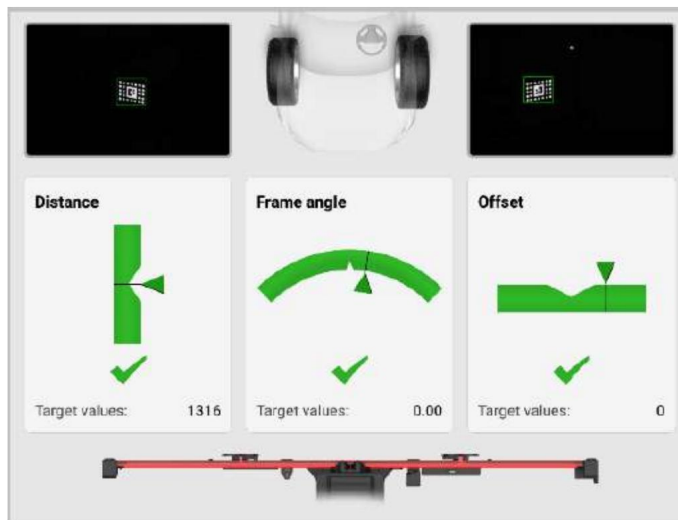 Distance
Frame angle
Offset
Target values: 1316
Target values: 0.00
Target values: 0